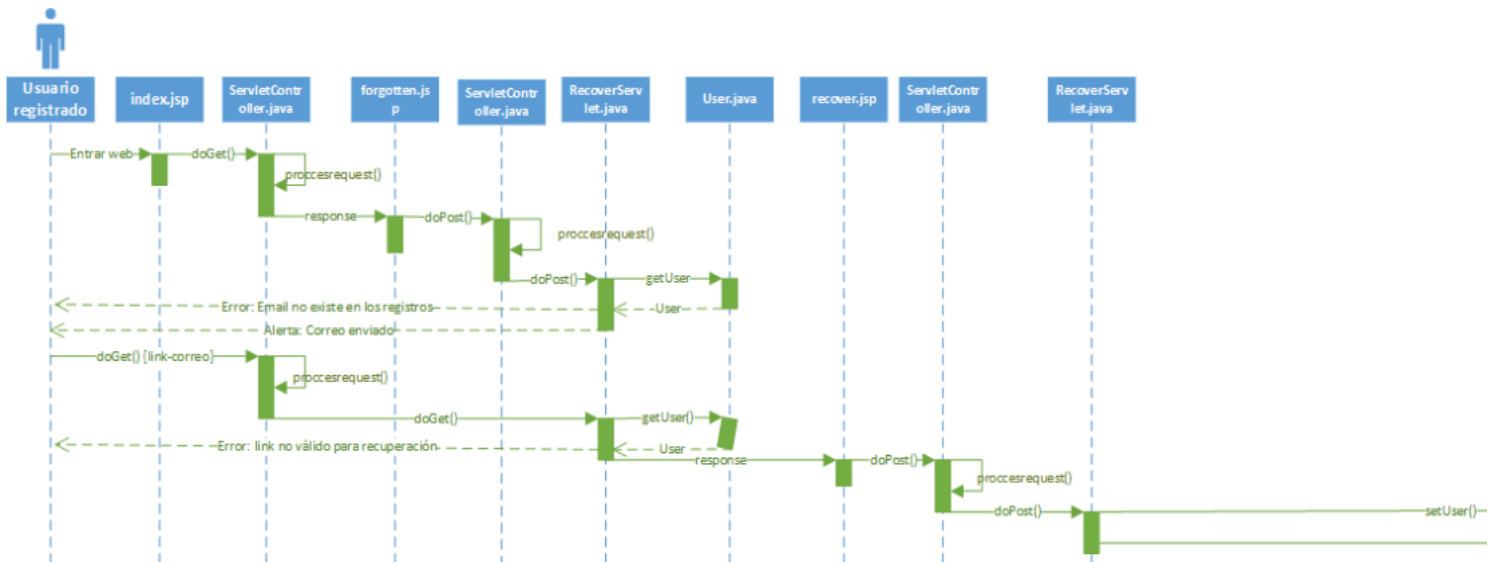 Usuario
registrado
index.jsp
ServletContr
oller.java
forgotten.js
p
ServletContr
oller.java
RecoverServ
let.java
User.java
recover.jsp
ServletContr
oller.java
RecoverServ
let.java
Entrar web
doGet()
proccesrequest()
response
doPost()
proccesrequest()
doPost()
getUser
Error: Email no existe en los registros
User
Alerta: Correo enviado
doGet() {link-correo}
proccesrequest()
doGet()
getUser()
Error: link no válido para recuperación
User
response
doPost()
proccesrequest()
doPost()
setUser()